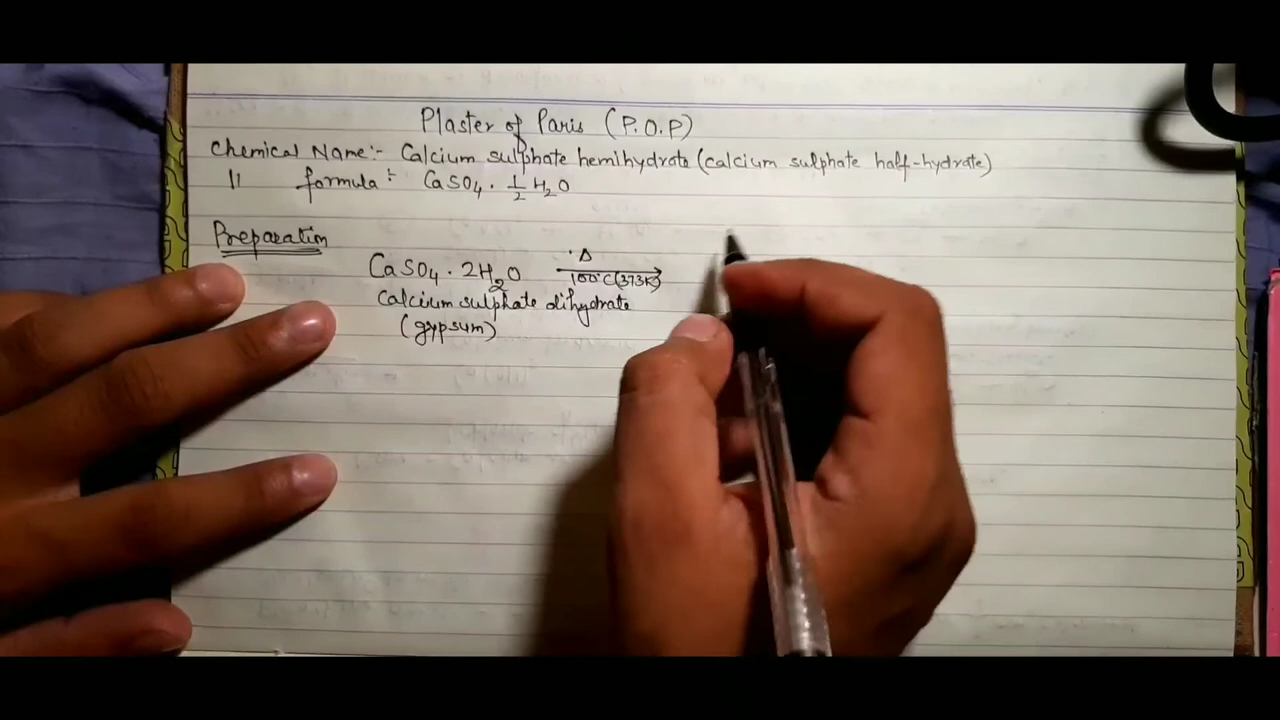 Plaster of Paris (P.O.P)
Chemical Name:- Calcium sulphate hemihydrate (calcium sulphate half-hydrate)
〃 formula:- CaSO4 . 1/2 H2O
Preparation
CaSO4 . 2H2O
Δ
100°C(373K)
Calcium sulphate dihydrate
(gypsum)